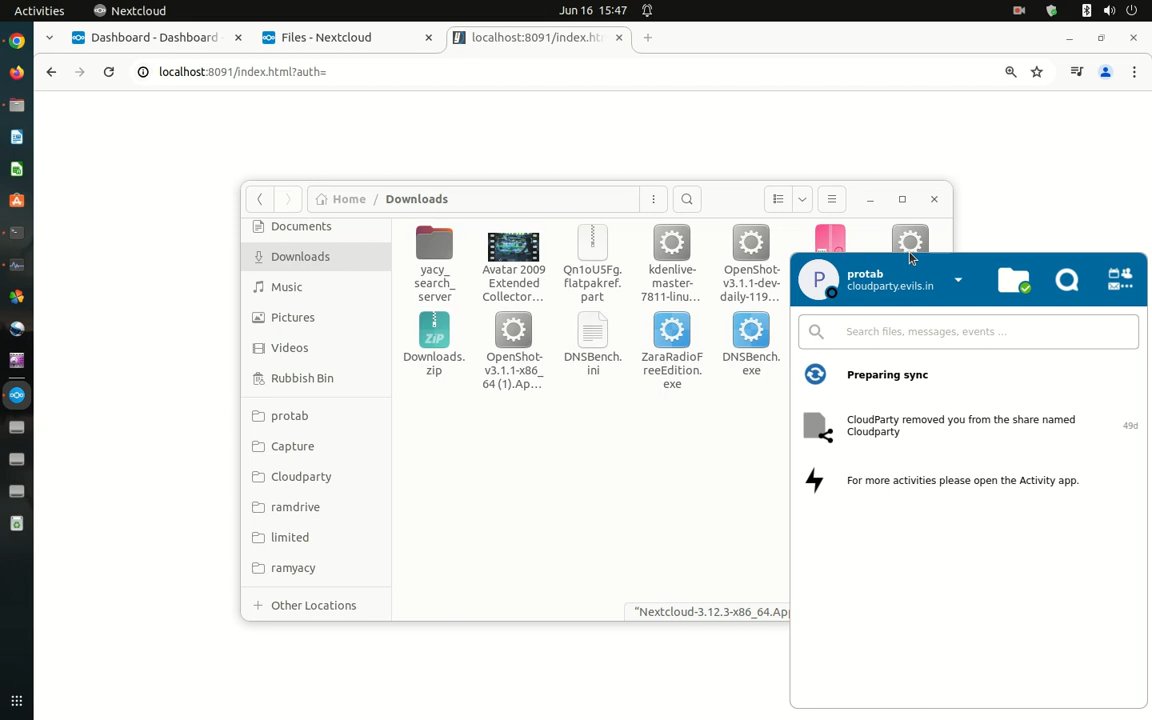 Activities
Nextcloud
Jun 16 15:47
Dashboard - Dashboard
Files - Nextcloud
localhost:8091/index.htm
localhost:8091/index.html?auth=
Home / Downloads
Documents
Downloads
Music
Pictures
Videos
Rubbish Bin
protab
Capture
Cloudparty
ramdrive
limited
ramyacy
Other Locations
yacy_
search_
server
Avatar 2009
Extended
Collector...
Qn1oU5Fg.
flatpakref.
part
kdenlive-
master-
7811-linu...
OpenShot-
v3.1.1-dev-
daily-119...
Downloads.
zip
OpenShot-
v3.1.1-x86_
64 (1).Ap...
DNSBench.
ini
ZaraRadioF
reeEdition.
exe
DNSBench.
exe
"Nextcloud-3.12.3-x86_64.App
P
protab
cloudparty.evils.in
Search files, messages, events ...
Preparing sync
CloudParty removed you from the share named
Cloudparty
49d
For more activities please open the Activity app.